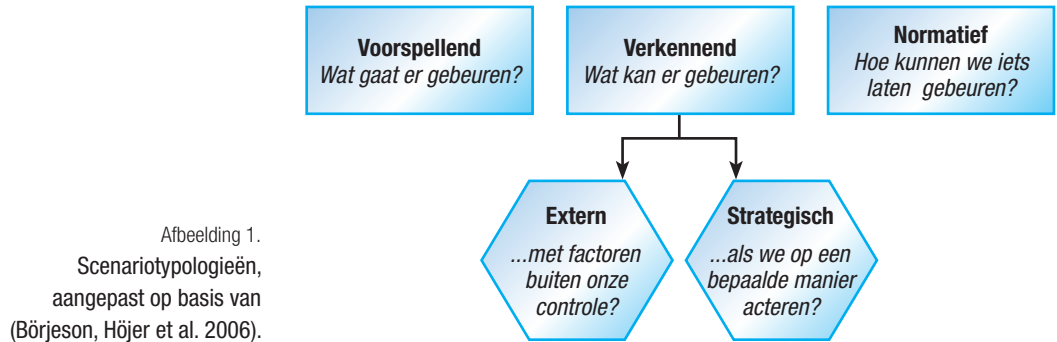 Voorspellend
Wat gaat er gebeuren?
Verkennend
Wat kan er gebeuren?
Normatief
Hoe kunnen we iets
laten gebeuren?
Extern
...met factoren
buiten onze
controle?
Strategisch
...als we op een
bepaalde manier
acteren?
Afbeelding 1.
Scenariotypologieën,
aangepast op basis van
(Börjeson, Höjer et al. 2006).